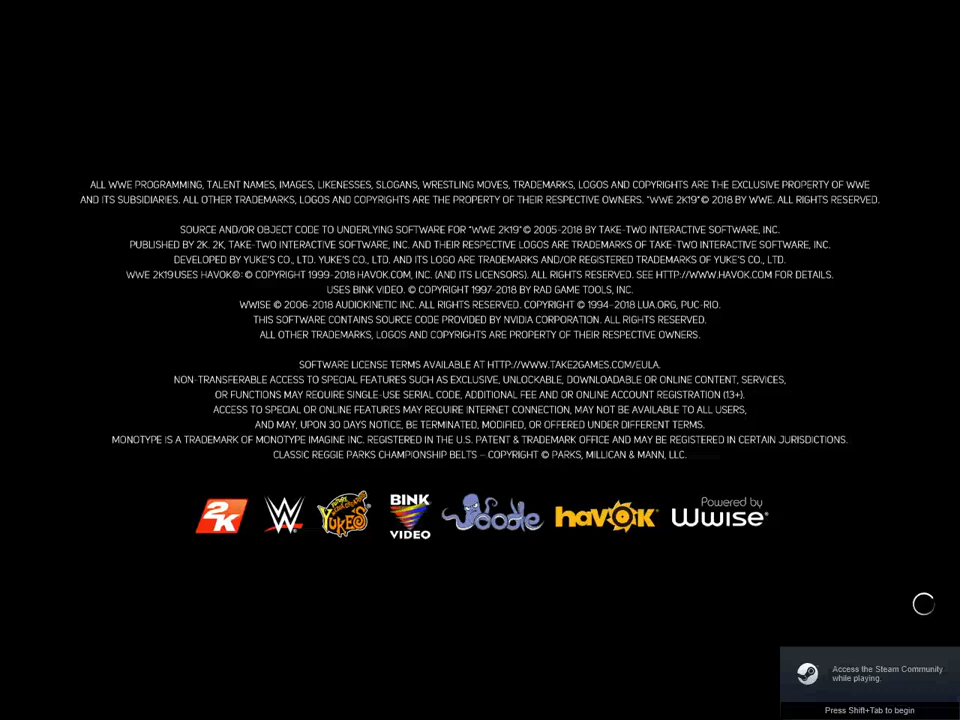 ALL WWE PROGRAMMING, TALENT NAMES, IMAGES, LIKENESSES, SLOGANS, WRESTLING MOVES, TRADEMARKS, LOGOS AND COPYRIGHTS ARE THE EXCLUSIVE PROPERTY OF WWE
AND ITS SUBSIDIARIES. ALL OTHER TRADEMARKS, LOGOS AND COPYRIGHTS ARE THE PROPERTY OF THEIR RESPECTIVE OWNERS. "WWE 2K19"© 2018 BY WWE. ALL RIGHTS RESERVED.
SOURCE AND/OR OBJECT CODE TO UNDERLYING SOFTWARE FOR "WWE 2K19"© 2005-2018 BY TAKE-TWO INTERACTIVE SOFTWARE, INC.
PUBLISHED BY 2K. 2K, TAKE-TWO INTERACTIVE SOFTWARE, INC. AND THEIR RESPECTIVE LOGOS ARE TRADEMARKS OF TAKE-TWO INTERACTIVE SOFTWARE, INC.
DEVELOPED BY YUKE'S CO., LTD. YUKE'S CO., LTD. AND ITS LOGO ARE TRADEMARKS AND/OR REGISTERED TRADEMARKS OF YUKE'S CO., LTD.
WWE 2K19 USES HAVOK®: © COPYRIGHT 1999-2018 HAVOK.COM, INC. (AND ITS LICENSORS). ALL RIGHTS RESERVED. SEE HTTP://WWW.HAVOK.COM FOR DETAILS.
USES BINK VIDEO. © COPYRIGHT 1997-2018 BY RAD GAME TOOLS, INC.
WWISE © 2006-2018 AUDIOKINETIC INC. ALL RIGHTS RESERVED. COPYRIGHT © 1994-2018 LUA.ORG, PUC-RIO.
THIS SOFTWARE CONTAINS SOURCE CODE PROVIDED BY NVIDIA CORPORATION. ALL RIGHTS RESERVED.
ALL OTHER TRADEMARKS, LOGOS AND COPYRIGHTS ARE PROPERTY OF THEIR RESPECTIVE OWNERS.
SOFTWARE LICENSE TERMS AVAILABLE AT HTTP://WWW.TAKE2GAMES.COM/EULA.
NON-TRANSFERABLE ACCESS TO SPECIAL FEATURES SUCH AS EXCLUSIVE, UNLOCKABLE, DOWNLOADABLE OR ONLINE CONTENT, SERVICES,
OR FUNCTIONS MAY REQUIRE SINGLE-USE SERIAL CODE, ADDITIONAL FEE AND OR ONLINE ACCOUNT REGISTRATION (13+).
ACCESS TO SPECIAL OR ONLINE FEATURES MAY REQUIRE INTERNET CONNECTION, MAY NOT BE AVAILABLE TO ALL USERS,
AND MAY, UPON 30 DAYS NOTICE, BE TERMINATED, MODIFIED, OR OFFERED UNDER DIFFERENT TERMS.
MONOTYPE IS A TRADEMARK OF MONOTYPE IMAGINE INC. REGISTERED IN THE U.S. PATENT & TRADEMARK OFFICE AND MAY BE REGISTERED IN CERTAIN JURISDICTIONS.
CLASSIC REGGIE PARKS CHAMPIONSHIP BELTS – COPYRIGHT © PARKS, MILLICAN & MANN, LLC.
2K W YUKE'S BINK VIDEO oodle havok Powered by Wwise
Access the Steam Community
while playing.
Press Shift+Tab to begin